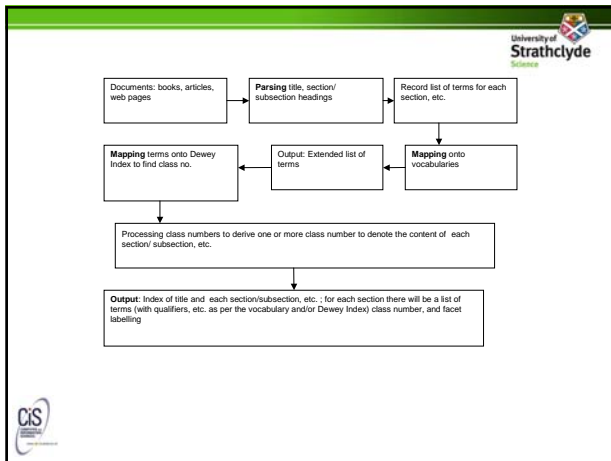 University of
Strathclyde
Science
Documents: books, articles,
web pages
Parsing title, section/
subsection headings
Record list of terms for each
section, etc.
Mapping terms onto Dewey
Index to find class no.
Output: Extended list of
terms
Mapping onto
vocabularies
Processing class numbers to derive one or more class number to denote the content of each
section/ subsection, etc.
Output: Index of title and each section/subsection, etc. ; for each section there will be a list of
terms (with qualifiers, etc. as per the vocabulary and/or Dewey Index) class number, and facet
labelling
CiS